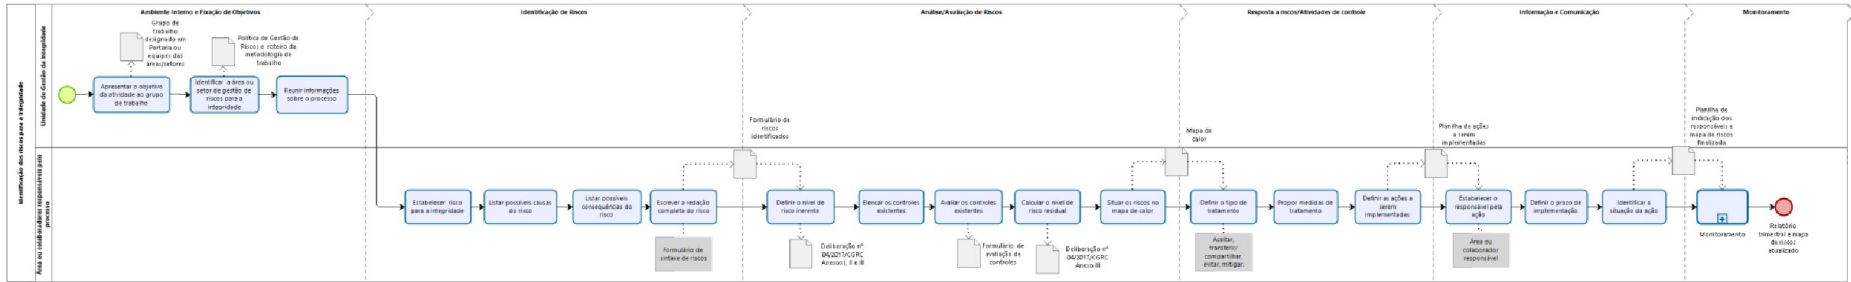 Ambiente Interno e Fixação de Objetivos
Identificação de Riscos
Análise/Avaliação de Riscos
Resposta a riscos/Atividades de controle
Informação e Comunicação
Monitoramento
Identificação dos riscos para a integridade
Unidade de Gestão da Integridade
Grupo de
trabalho
designado em
Portaria ou
equipes das
áreas/setores
Política de Gestão de
Riscos e roteiro da
metodologia de
trabalho
Apresentar o objetivo
da atividade ao grupo
de trabalho
Identificar a área ou
setor de gestão de
riscos para a
integridade
Reunir informações
sobre o processo
Formulário de
riscos
identificados
Mapa de
calor
Planilha de ações
a serem
implementadas
Planilha de
indicação dos
responsáveis e
mapa de riscos
finalizado
Área ou colaborador responsável pelo
processo
Estabelecer risco
para a integridade
Listar possíveis causas
do risco
Listar possíveis
consequências do
risco
Escrever a redação
completa do risco
Definir o nível de
risco inerente
Elencar os controles
existentes
Avaliar os controles
existentes
Calcular o nível de
risco residual
Situar os riscos no
mapa de calor
Definir o tipo de
tratamento
Propor medidas de
tratamento
Definir as ações a
serem
implementadas
Estabelecer o
responsável pela
ação
Definir o prazo de
implementação
Identificar a
situação da ação
Monitoramento
Relatório
trimestral e mapa
de riscos
atualizado
Formulário de
sintaxe de riscos
Deliberação nº
04/2017/CGRC
Anexos I, II e III
Formulário de
avaliação de
controles
Deliberação nº
04/2017/CGRC
Anexo III
Aceitar,
transferir/
compartilhar,
evitar, mitigar.
Área ou
colaborador
responsável